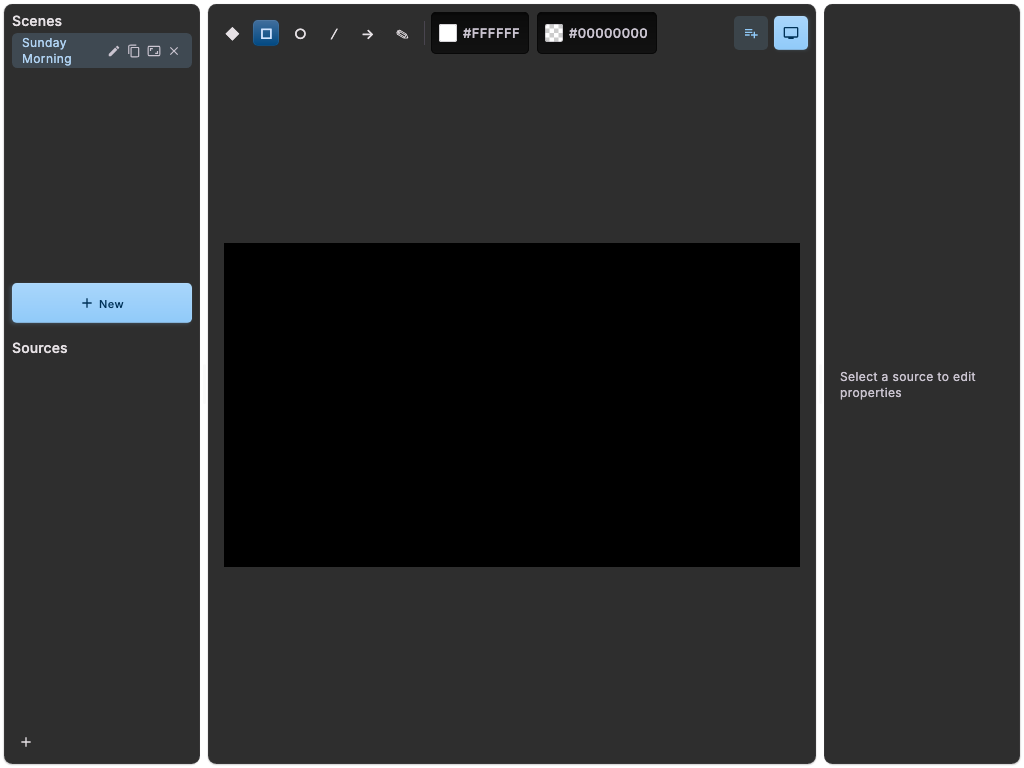 Scenes
Sunday
Morning
#FFFFFF
#00000000
New
Sources
Select a source to edit
properties